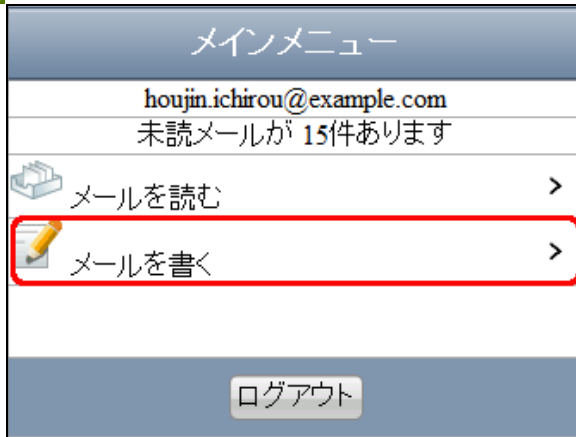 メインメニュー
houjin.ichirou@example.com
未読メールが 15件あります
メールを読む
メールを書く
ログアウト